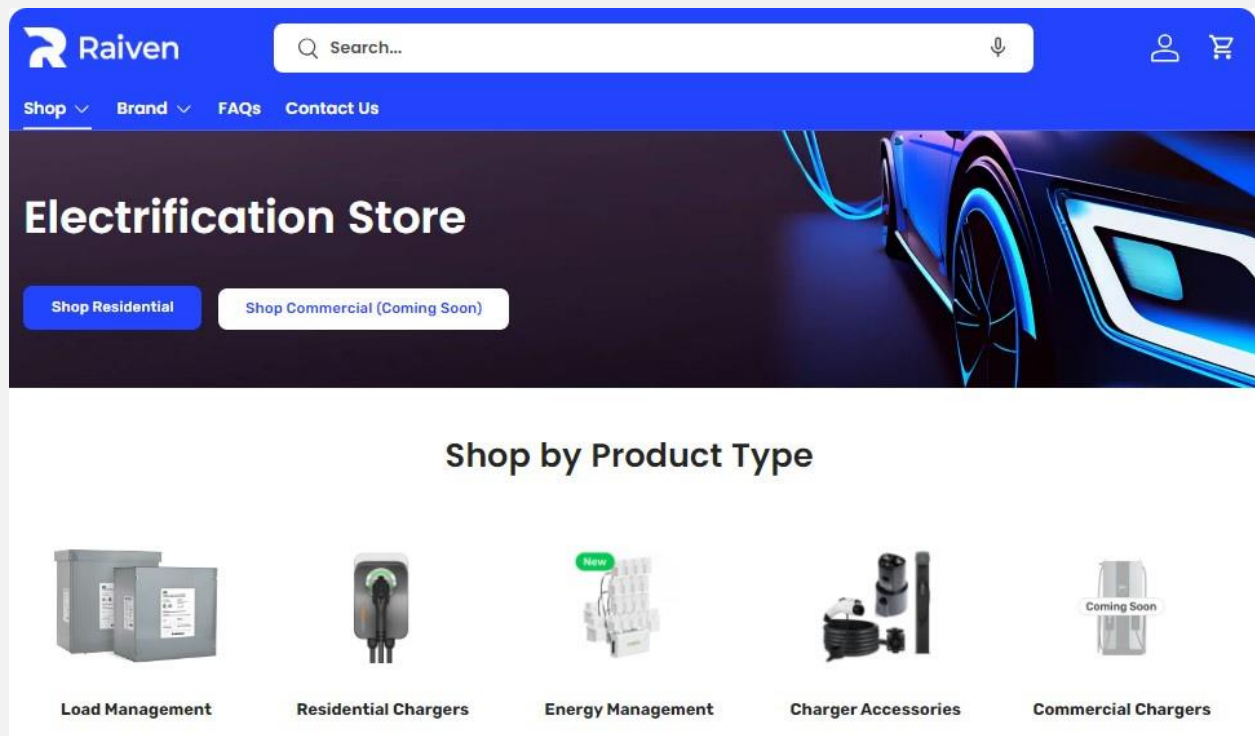 Raiven
Search...
Shop Brand FAQs Contact Us
Electrification Store
Shop Residential Shop Commercial (Coming Soon)
Shop by Product Type
New
Coming Soon
Load Management Residential Chargers Energy Management Charger Accessories Commercial Chargers